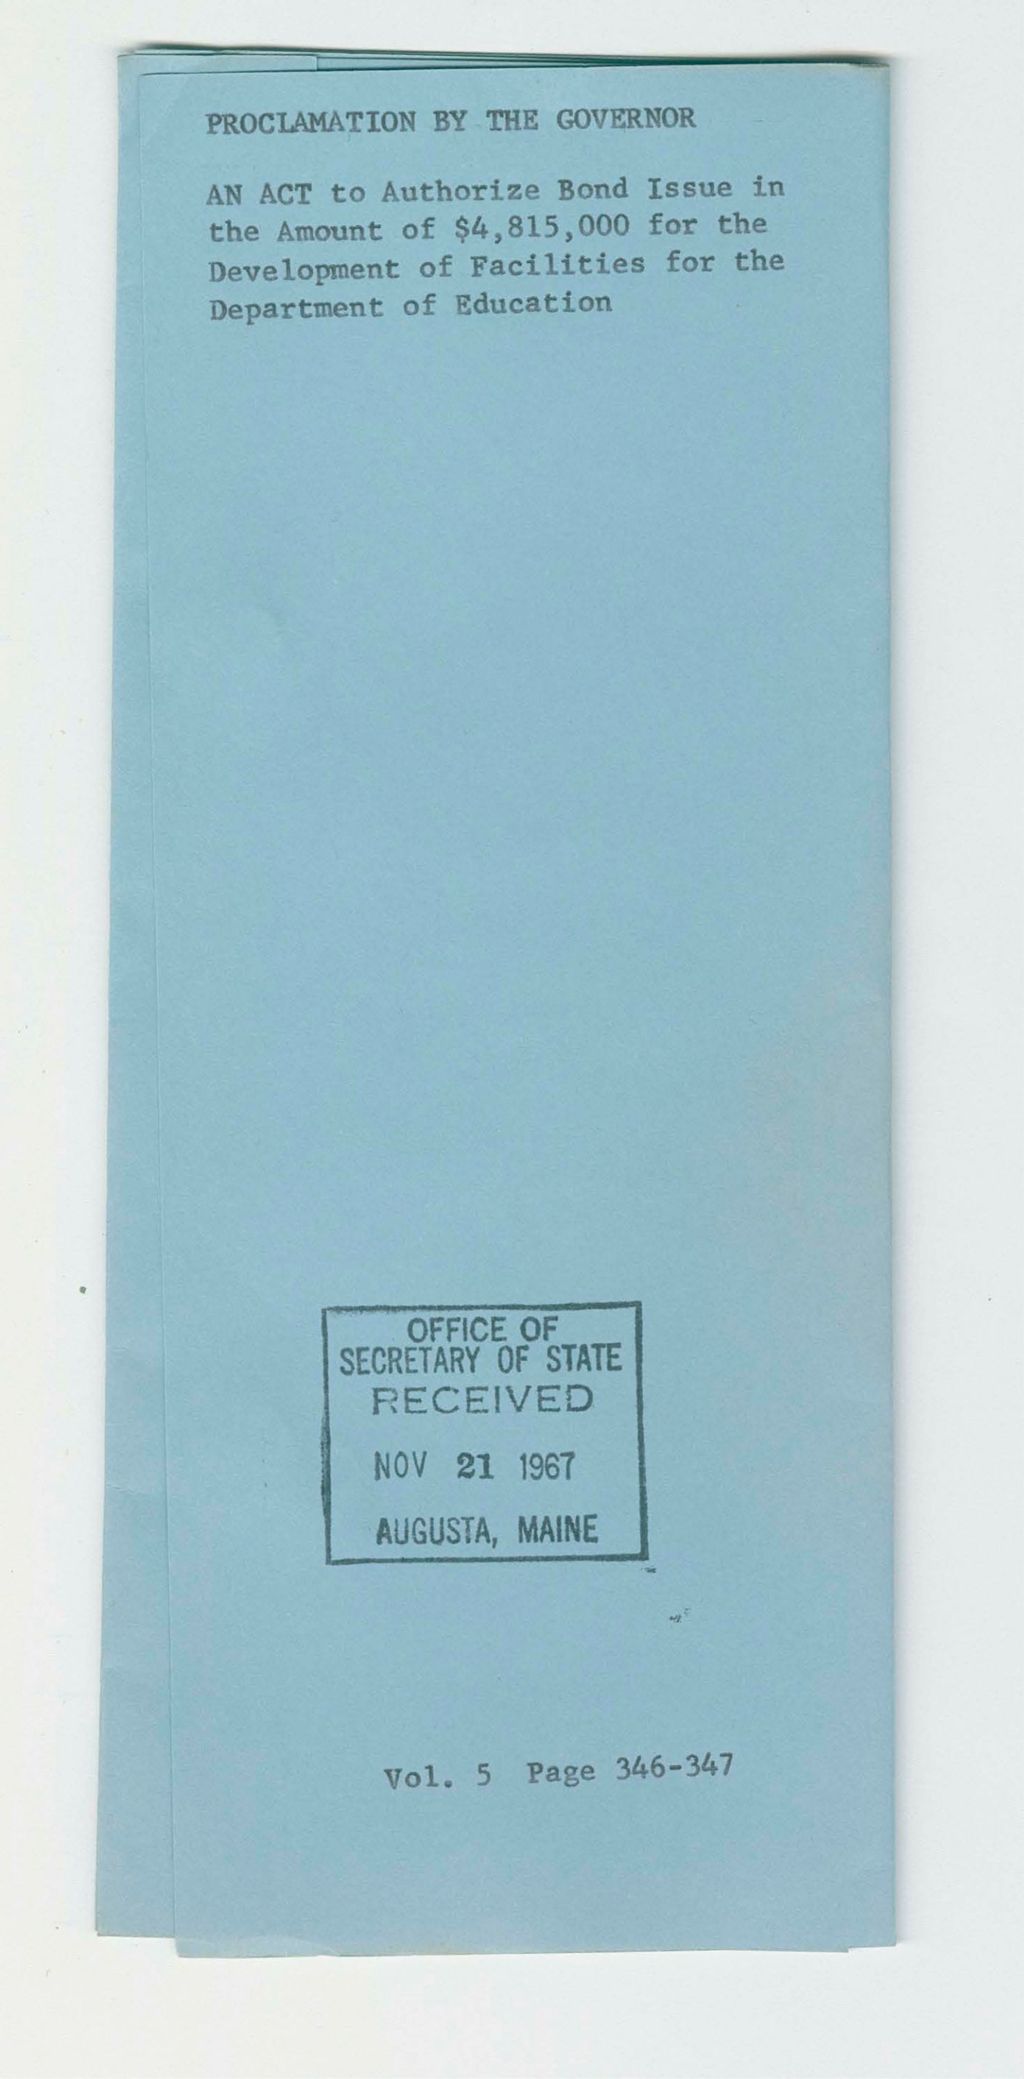 PROCLAMATION BY THE GOVERNOR
AN ACT to Authorize Bond Issue in
the Amount of $4,815,000 for the
Development of Facilities for the
Department of Education
OFFICE OF
SECRETARY OF STATE
RECEIVED
NOV 21 1967
AUGUSTA, MAINE
Vol. 5 Page 346-347